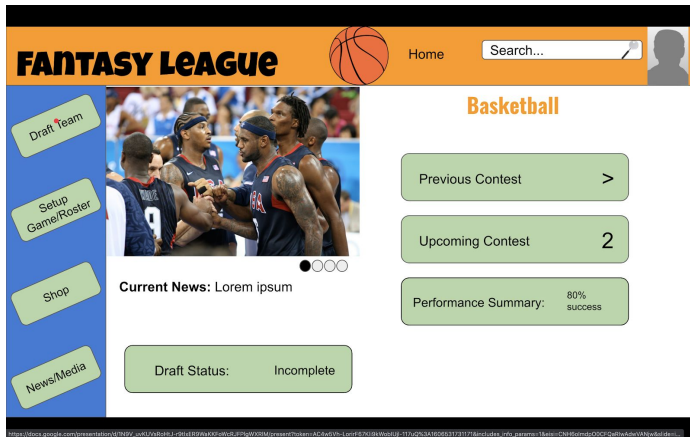 FANTASY LEAGUE
Home
Search...
Draft Team
Setup
Game/Roster
Shop
News/Media
Current News: Lorem ipsum
Draft Status: Incomplete
Basketball
Previous Contest >
Upcoming Contest 2
Performance Summary: 80%
success